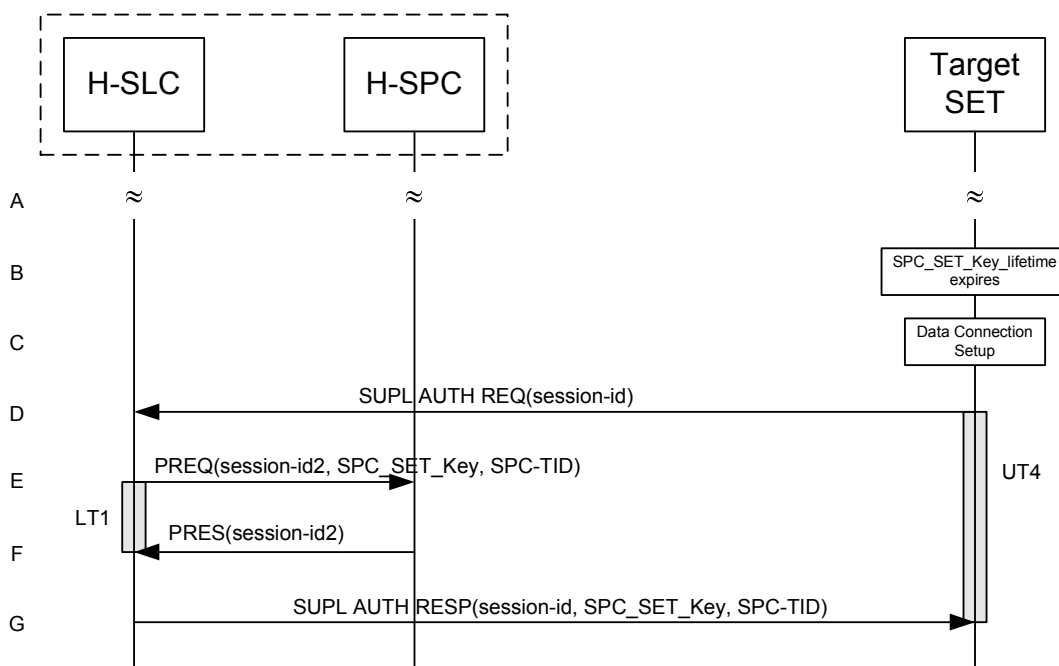 H-SLC
H-SPC
Target
SET
A
≈ ≈ ≈
B
SPC_SET_Key_lifetime
expires
C
Data Connection
Setup
D
SUPL AUTH REQ(session-id)
E
PREQ(session-id2, SPC_SET_Key, SPC-TID)
UT4
LT1
PRES(session-id2)
F
SUPL AUTH RESP(session-id, SPC_SET_Key, SPC-TID)
G